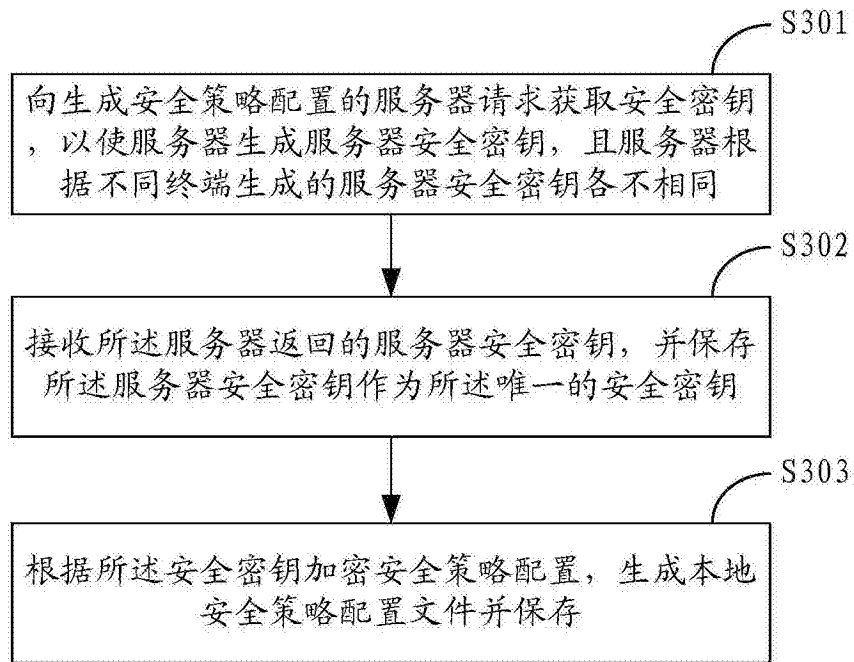 S301
向生成安全策略配置的服务器请求获取安全密钥
，以使服务器生成服务器安全密钥，且服务器根
据不同终端生成的服务器安全密钥各不相同
S302
接收所述服务器返回的服务器安全密钥，并保存
所述服务器安全密钥作为所述唯一的安全密钥
S303
根据所述安全密钥加密安全策略配置，生成本地
安全策略配置文件并保存